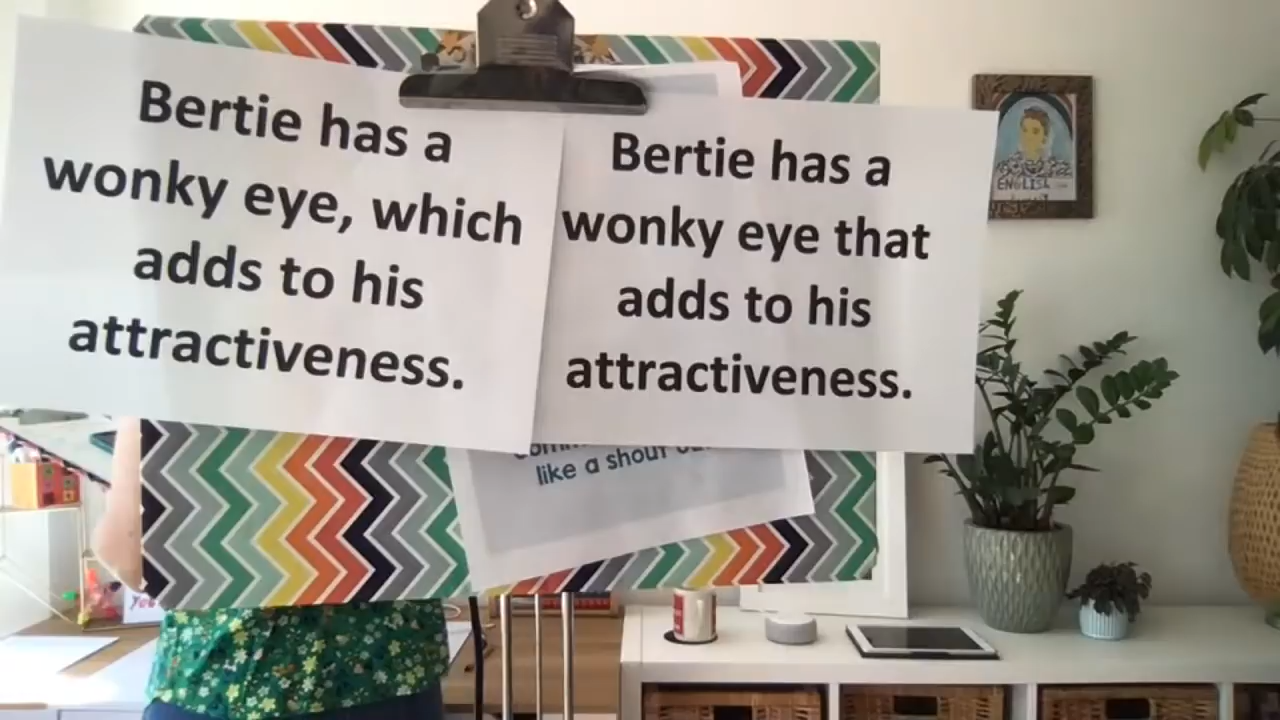 Bertie has a
wonky eye, which
adds to his
attractiveness.
Bertie has a
wonky eye that
adds to his
attractiveness.
like a shout
ENGLISH